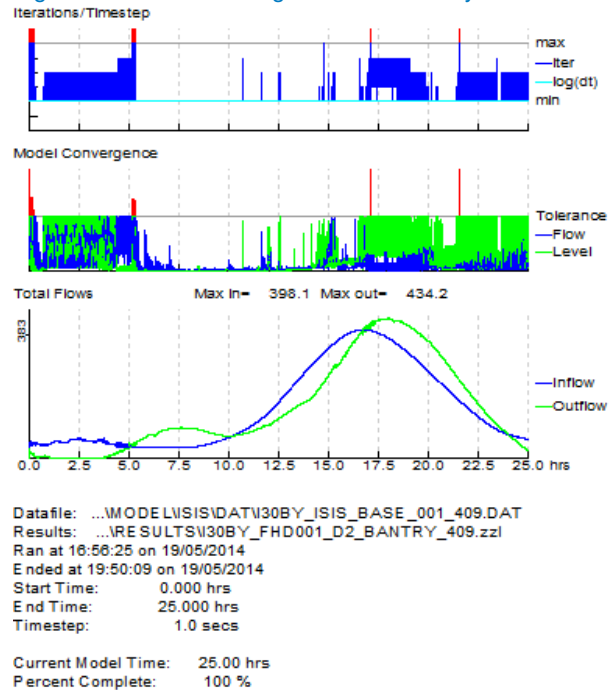 Iterations/Timestep
max
Iter
log(dt)
min
Model Convergence
Tolerance
Flow
Level
Total Flows Max In= 398.1 Max out= 434.2
383
Inflow
Outflow
0.0 2.5 5.0 7.5 10.0 12.5 15.0 17.5 20.0 22.5 25.0 hrs
Datafile: ...\MODEL\ISIS\DAT\I30BY_ISIS_BASE_001_409.DAT
Results: ...\RESULTS\I30BY_FHD001_D2_BANTRY_409.zzl
Ran at 16:56:25 on 19/05/2014
Ended at 19:50:09 on 19/05/2014
Start Time: 0.000 hrs
End Time: 25.000 hrs
Timestep: 1.0 secs
Current Model Time: 25.00 hrs
Percent Complete: 100 %